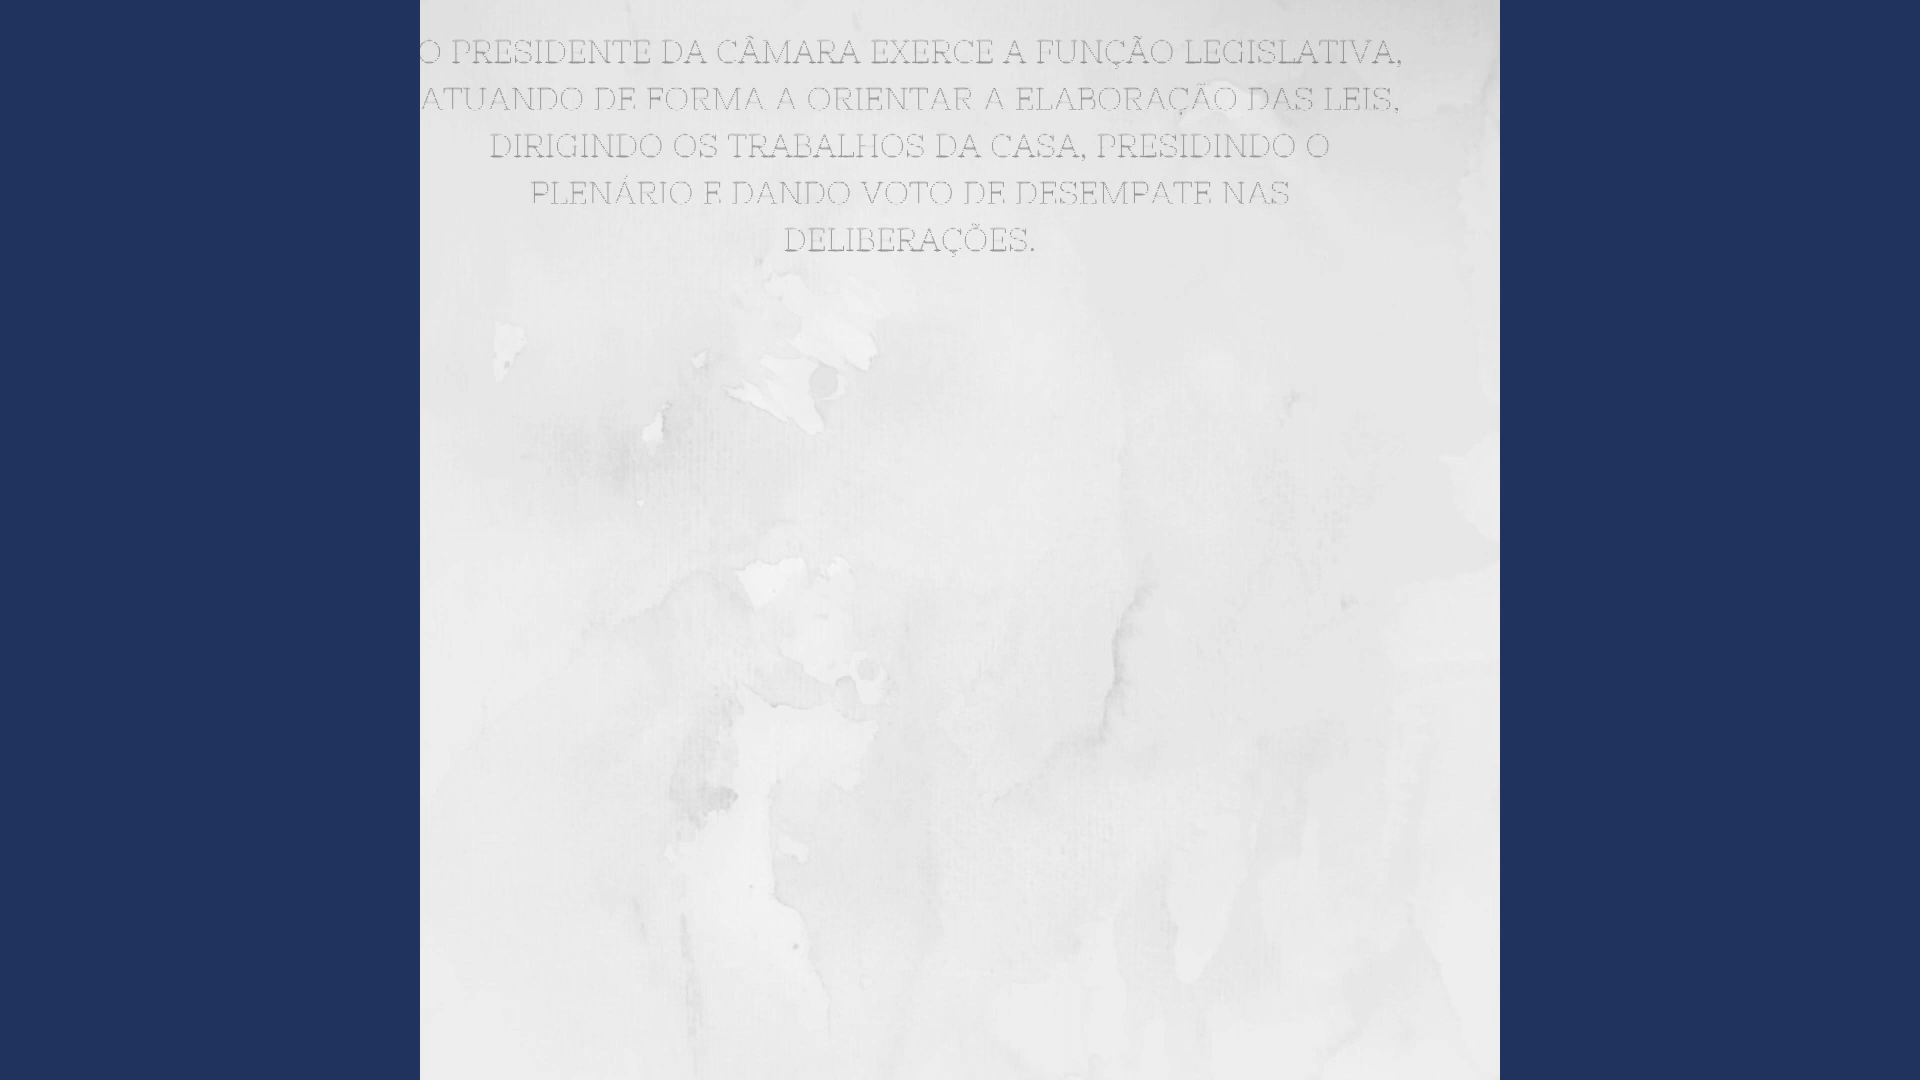 O PRESIDENTE DA CÂMARA EXERCE A FUNÇÃO LEGISLATIVA,
ATUANDO DE FORMA A ORIENTAR A ELABORAÇÃO DAS LEIS,
DIRIGINDO OS TRABALHOS DA CASA, PRESIDINDO O
PLENÁRIO E DANDO VOTO DE DESEMPATE NAS
DELIBERAÇÕES.